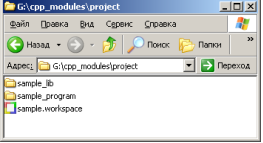 G:\cpp_modules\project
Файл Правка Вид Сервис Справка
Назад Поиск Папки
Адрес: G:\cpp_modules\project Переход
sample_lib
sample_program
sample.workspace